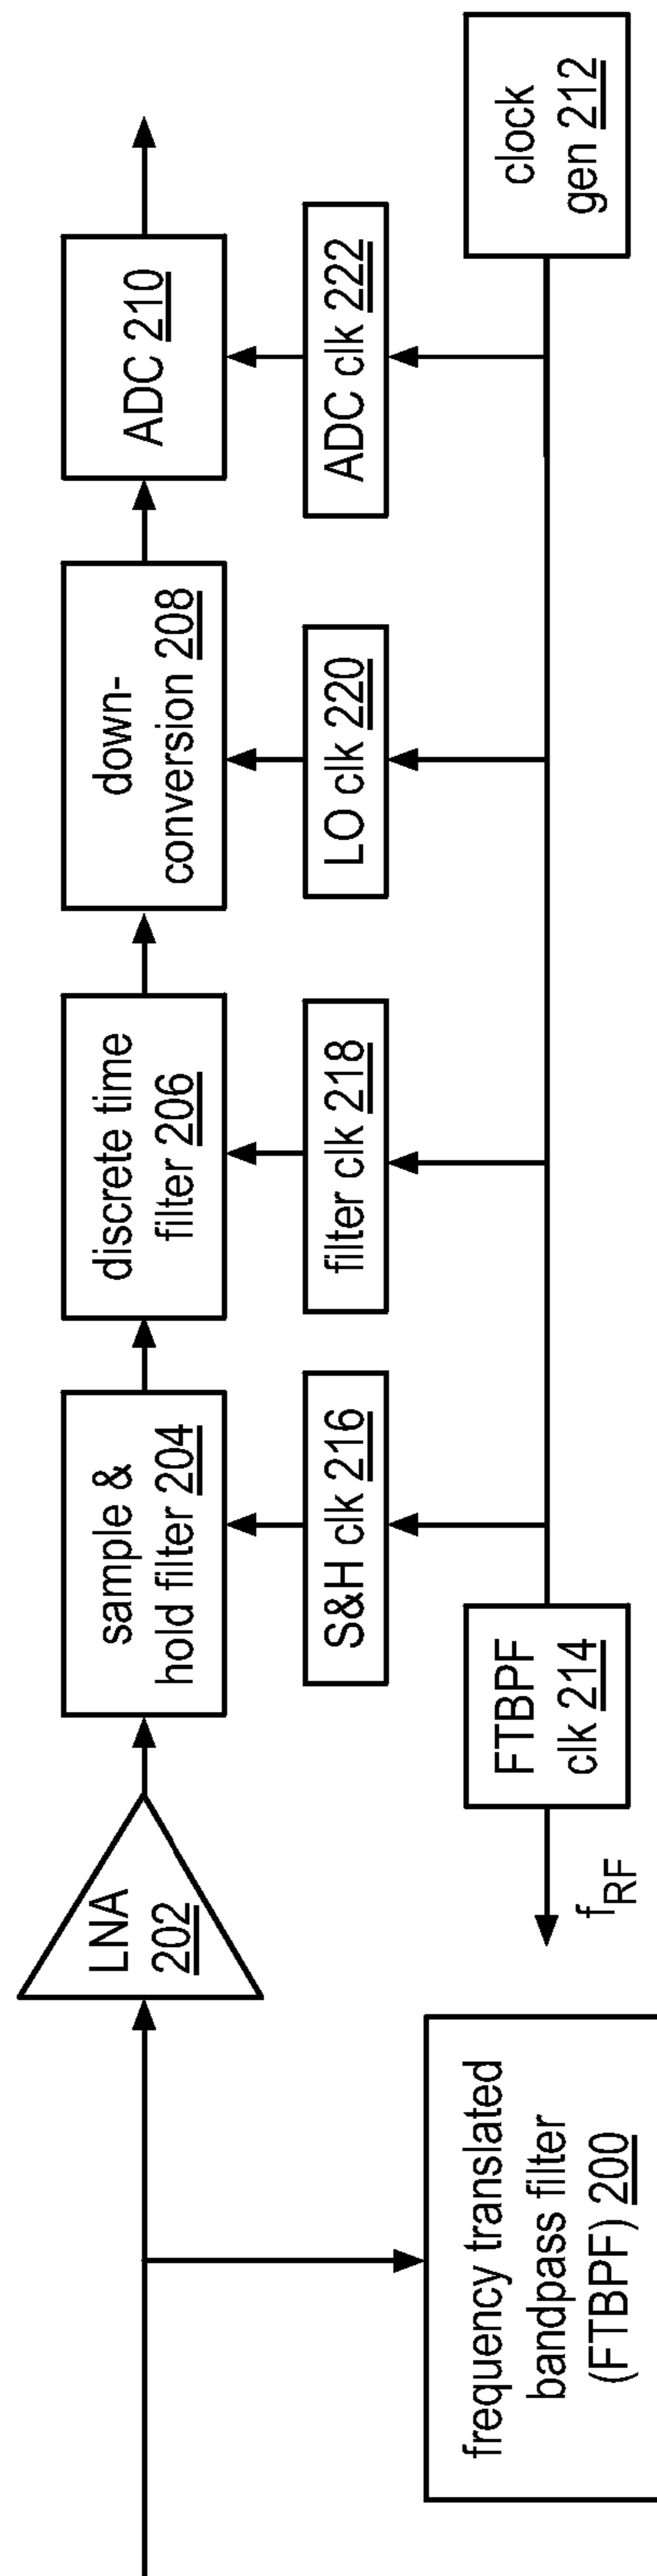 LNA
202
sample &
hold filter 204
discrete time
filter 206
down-
conversion 208
ADC 210
S&H clk 216
filter clk 218
LO clk 220
ADC clk 222
frequency translated
bandpass filter
(FTBPF) 200
fRF
FTBPF
clk 214
clock
gen 212